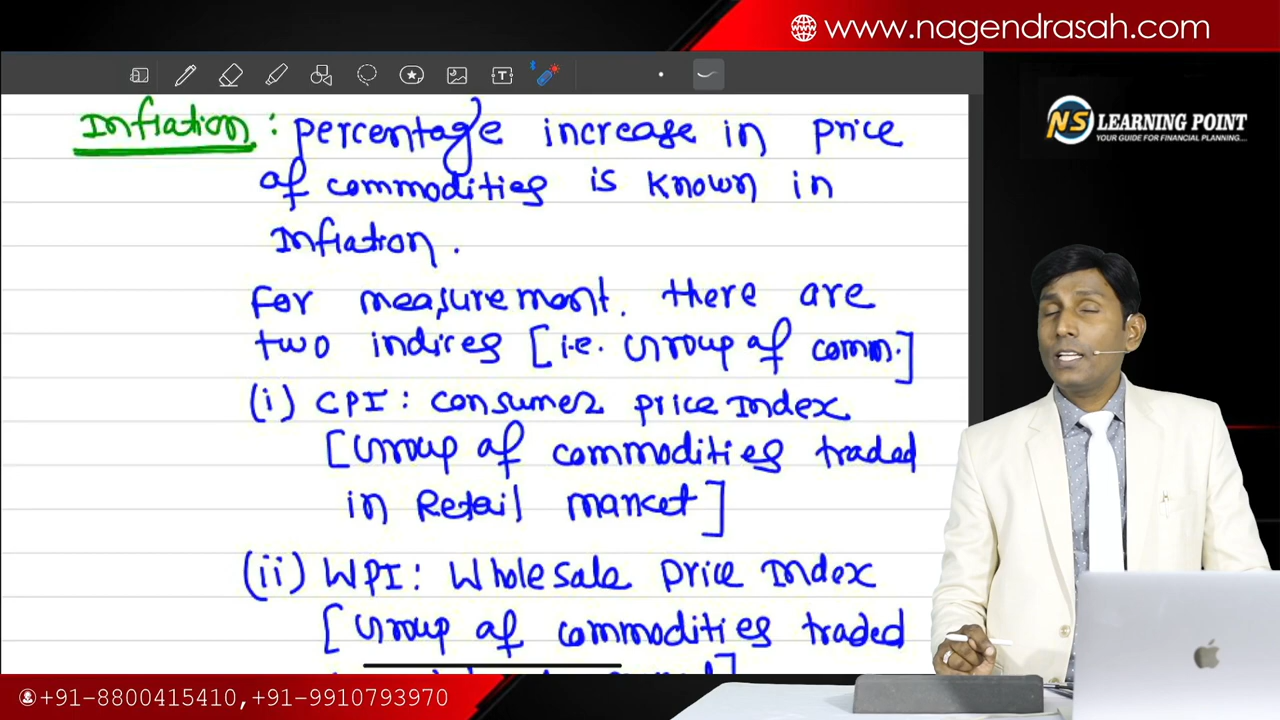 www.nagendrasah.com
NS LEARNING POINT
YOUR GUIDE FOR FINANCIAL PLANNING....
Inflation : percentage increase in price
of commodities is known in
Inflation.
For measurement. there are
two indices [i.e. Group of comm.]
(i) CPI : consumer price Index
[Group of commodities traded
in Retail market]
(ii) WPI : Wholesale price Index
[Group of commodities traded
+91-8800415410,+91-9910793970